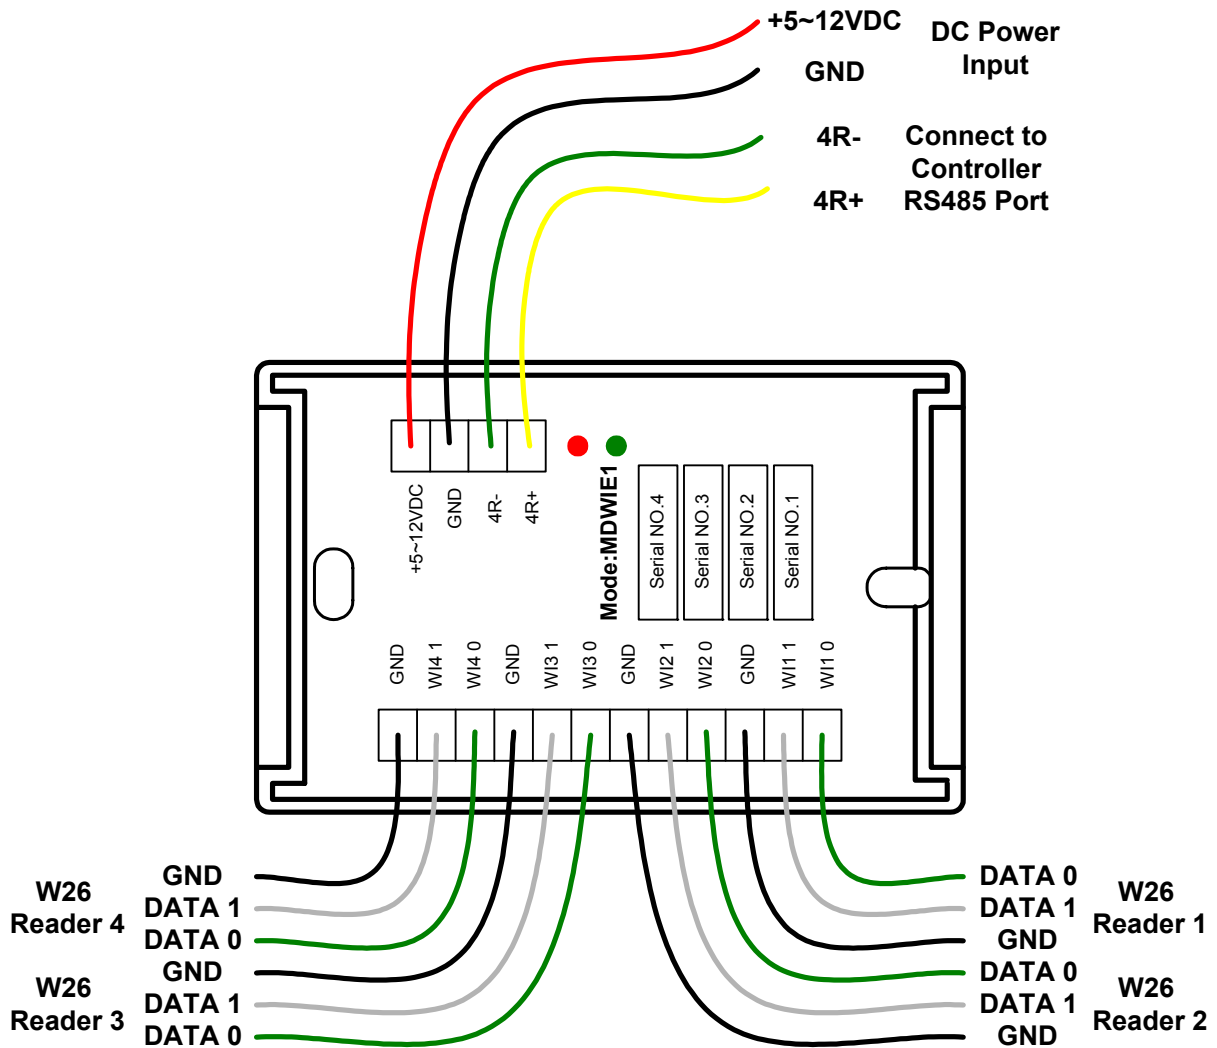 +5~12VDC
DC Power
Input
GND
4R-
Connect to
Controller
4R+
RS485 Port
+5~12VDC
GND
4R-
4R+
Mode:MDWIE1
Serial NO.4
Serial NO.3
Serial NO.2
Serial NO.1
GND
WI4 1
WI4 0
GND
WI3 1
WI3 0
GND
WI2 1
WI2 0
GND
WI1 1
WI1 0
W26
Reader 4
GND
DATA 1
DATA 0
W26
Reader 3
GND
DATA 1
DATA 0
DATA 0
DATA 1
GND
W26
Reader 1
DATA 0
DATA 1
GND
W26
Reader 2